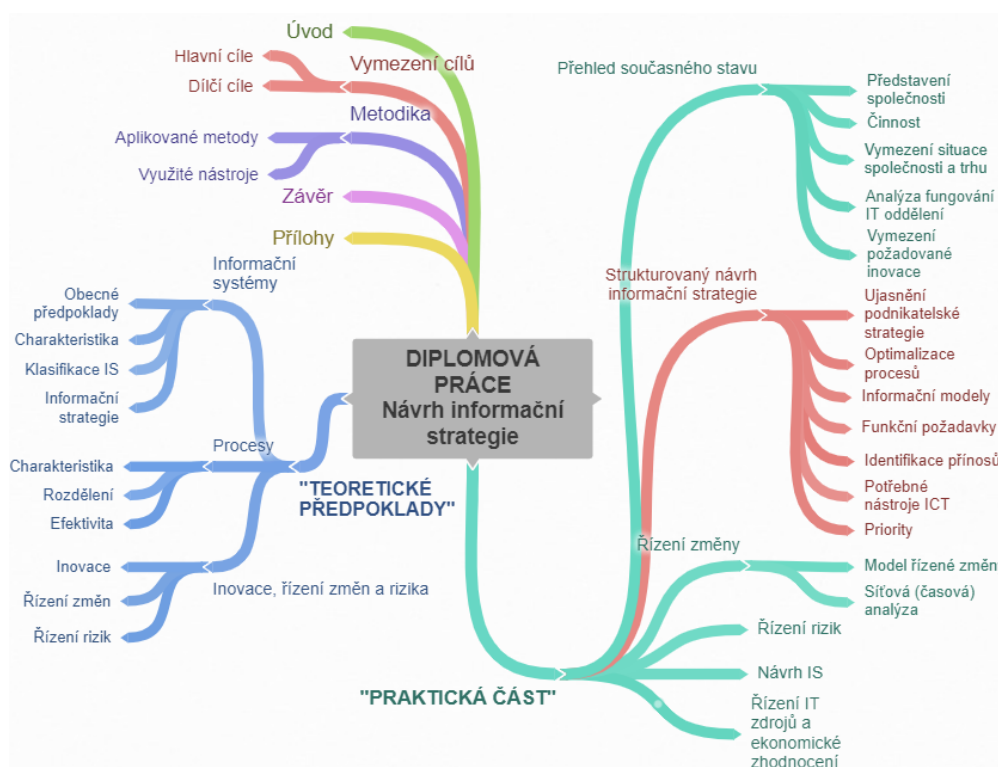 Úvod
Vymezení cílů
Hlavní cíle
Dílčí cíle
Metodika
Aplikované metody
Využité nástroje
Závěr
Přílohy
DIPLOMOVÁ
PRÁCE
Návrh informační
strategie
"TEORETICKÉ
PŘEDPOKLADY"
Informační
systémy
Obecné
předpoklady
Charakteristika
Klasifikace IS
Informační
strategie
Procesy
Charakteristika
Rozdělení
Efektivita
Inovace, řízení změn a rizika
Inovace
Řízení změn
Řízení rizik
"PRAKTICKÁ ČÁST"
Přehled současného stavu
Představení
společnosti
Činnost
Vymezení situace
společnosti a trhu
Analýza fungování
IT oddělení
Vymezení
požadované
inovace
Strukturovaný návrh
informační strategie
Ujasnění
podnikatelské
strategie
Optimalizace
procesů
Informační modely
Funkční požadavky
Identifikace přínosů
Potřebné
nástroje ICT
Priority
Řízení změny
Model řízené změn
Síťová (časová)
analýza
Řízení rizik
Návrh IS
Řízení IT
zdrojů a
ekonomické
zhodnocení